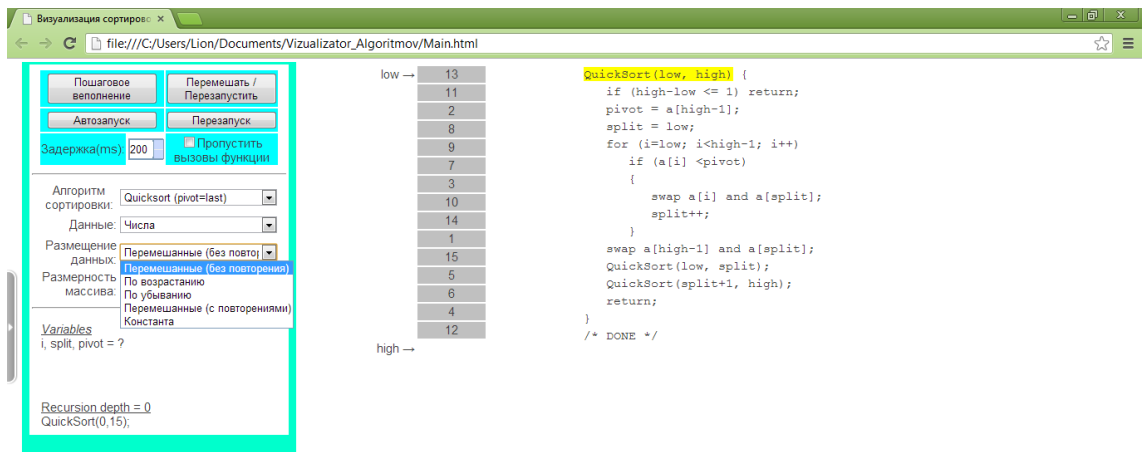 Визуализация сортирово
file:///C:/Users/Lion/Documents/Vizualizator_Algoritmov/Main.html
Пошаговое
веполнение
Перемешать /
Перезапустить
Автозапуск
Перезапуск
Задержка(ms): 200
Пропустить
вызовы функции
Алгоритм
сортировки:
Quicksort (pivot=last)
Данные: Числа
Размещение
данных:
Перемешанные (без повтор
Перемешанные (без повторения)
По возрастанию
По убыванию
Перемешанные (с повторениями)
Константа
Размерность
массива:
Variables
i, split, pivot = ?
Recursion depth = 0
QuickSort(0,15);
low → 13
11
2
8
9
7
3
10
14
1
15
5
6
4
12
high →
QuickSort(low, high) {
if (high-low <= 1) return;
pivot = a[high-1];
split = low;
for (i=low; i<high-1; i++)
if (a[i] <pivot)
{
swap a[i] and a[split];
split++;
}
swap a[high-1] and a[split];
QuickSort(low, split);
QuickSort(split+1, high);
return;
}
/* DONE */